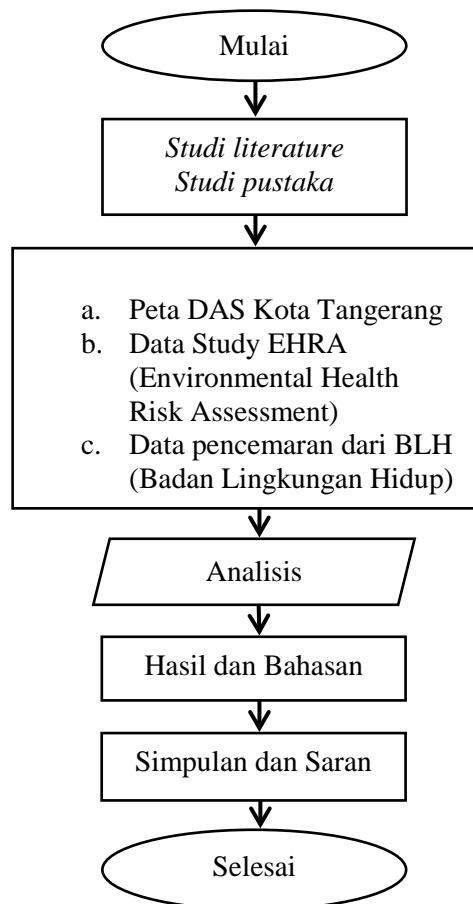 Mulai
Studi literature
Studi pustaka
a. Peta DAS Kota Tangerang
b. Data Study EHRA
(Environmental Health
Risk Assessment)
c. Data pencemaran dari BLH
(Badan Lingkungan Hidup)
Analisis
Hasil dan Bahasan
Simpulan dan Saran
Selesai